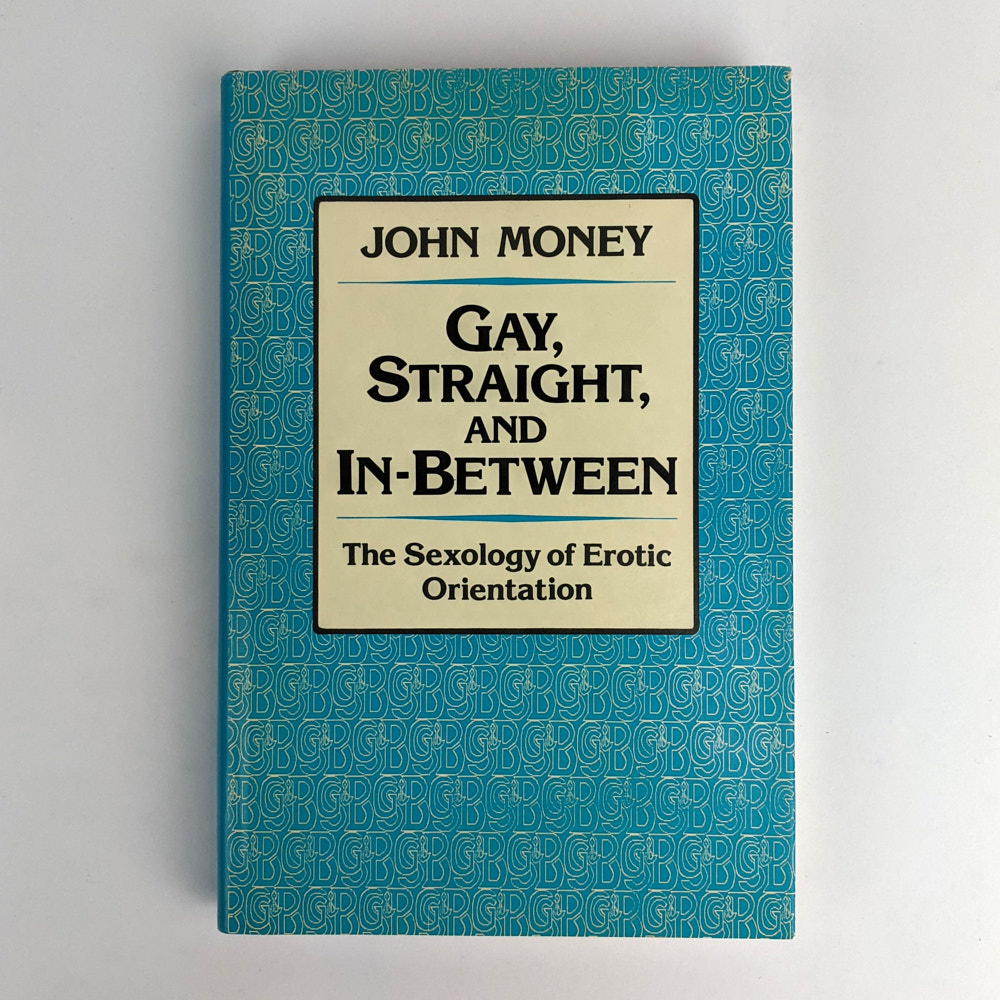 JOHN MONEY
GAY,
STRAIGHT,
AND
IN-BETWEEN
The Sexology of Erotic
Orientation